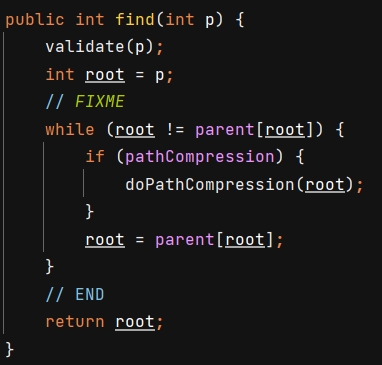 public int find(int p) {
    validate(p);
    int root = p;
    // FIXME
    while (root != parent[root]) {
        if (pathCompression) {
            doPathCompression(root);
        }
        root = parent[root];
    }
    // END
    return root;
}